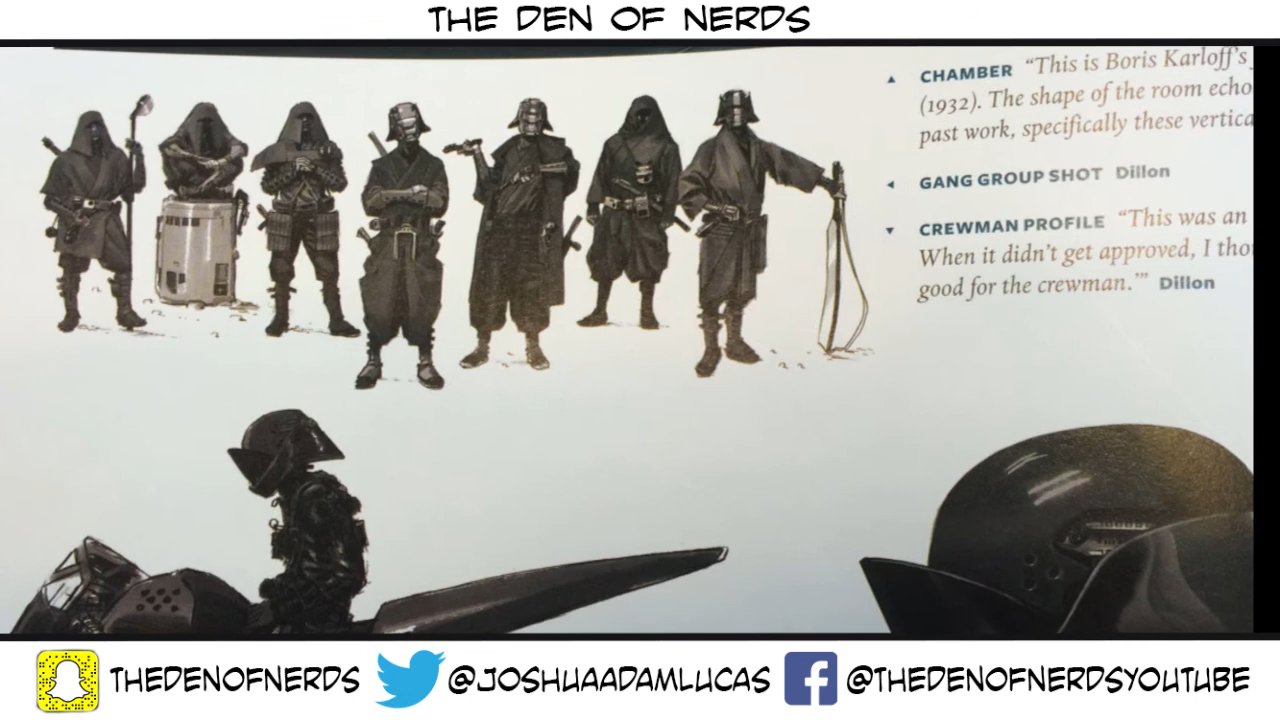 THE DEN OF NERDS
▲ CHAMBER “This is Boris Karloff’s
(1932). The shape of the room echo
past work, specifically these vertica
◄ GANG GROUP SHOT Dillon
▼ CREWMAN PROFILE “This was an
When it didn’t get approved, I tho
good for the crewman.’” Dillon
THEDENOFNERDS @JOSHUAADAMLUCAS @THEDENOFNERDSYOUTUBE